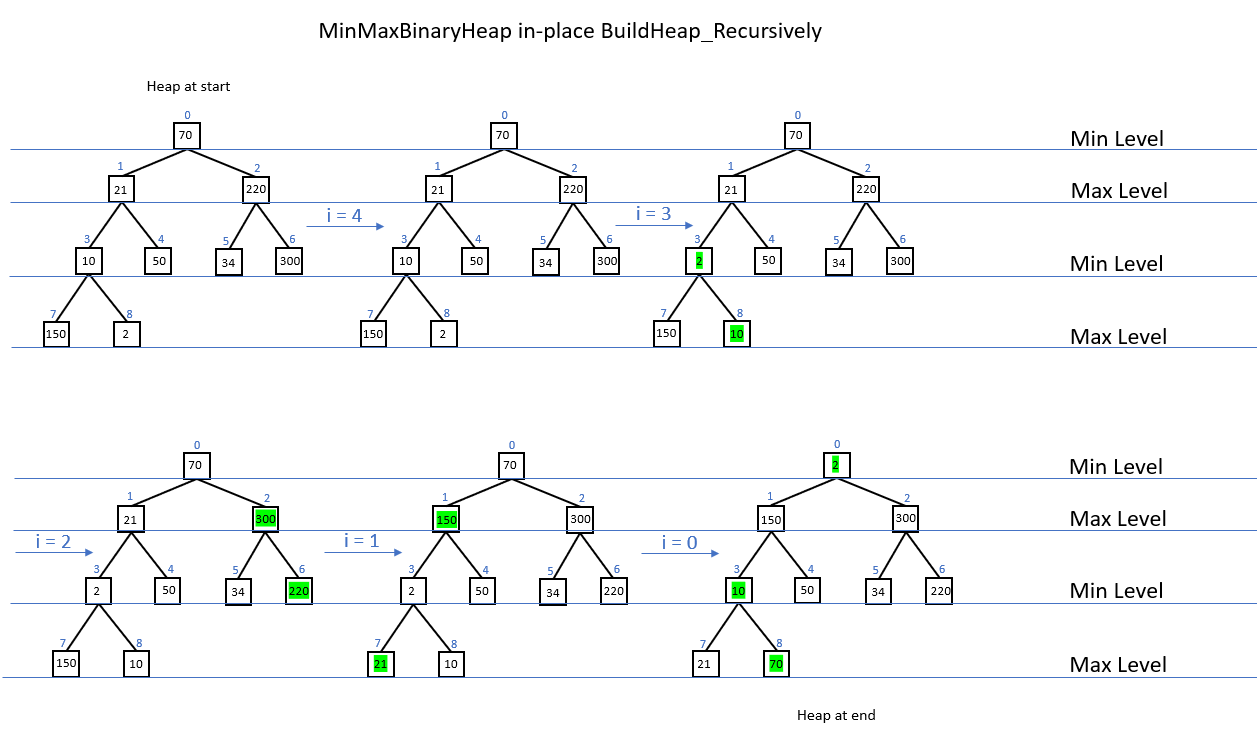 MinMaxBinaryHeap in-place BuildHeap_Recursively
Heap at start
0 0 0
70 70 70 Min Level
1 2 1 2 1 2
21 220 21 220 21 220 Max Level
i = 4 i = 3
3 4 5 6 3 4 5 6 3 4 5 6
10 50 34 300 10 50 34 300 2 50 34 300 Min Level
7 8 7 8 7 8
150 2 150 2 150 10 Max Level
0 0 0
70 70 2 Min Level
1 2 1 2 1 2
21 300 150 300 150 300 Max Level
i = 2 i = 1 i = 0
3 4 5 6 3 4 5 6 3 4 5 6
2 50 34 220 2 50 34 220 10 50 34 220 Min Level
7 8 7 8 7 8
150 10 21 10 21 70 Max Level
Heap at end